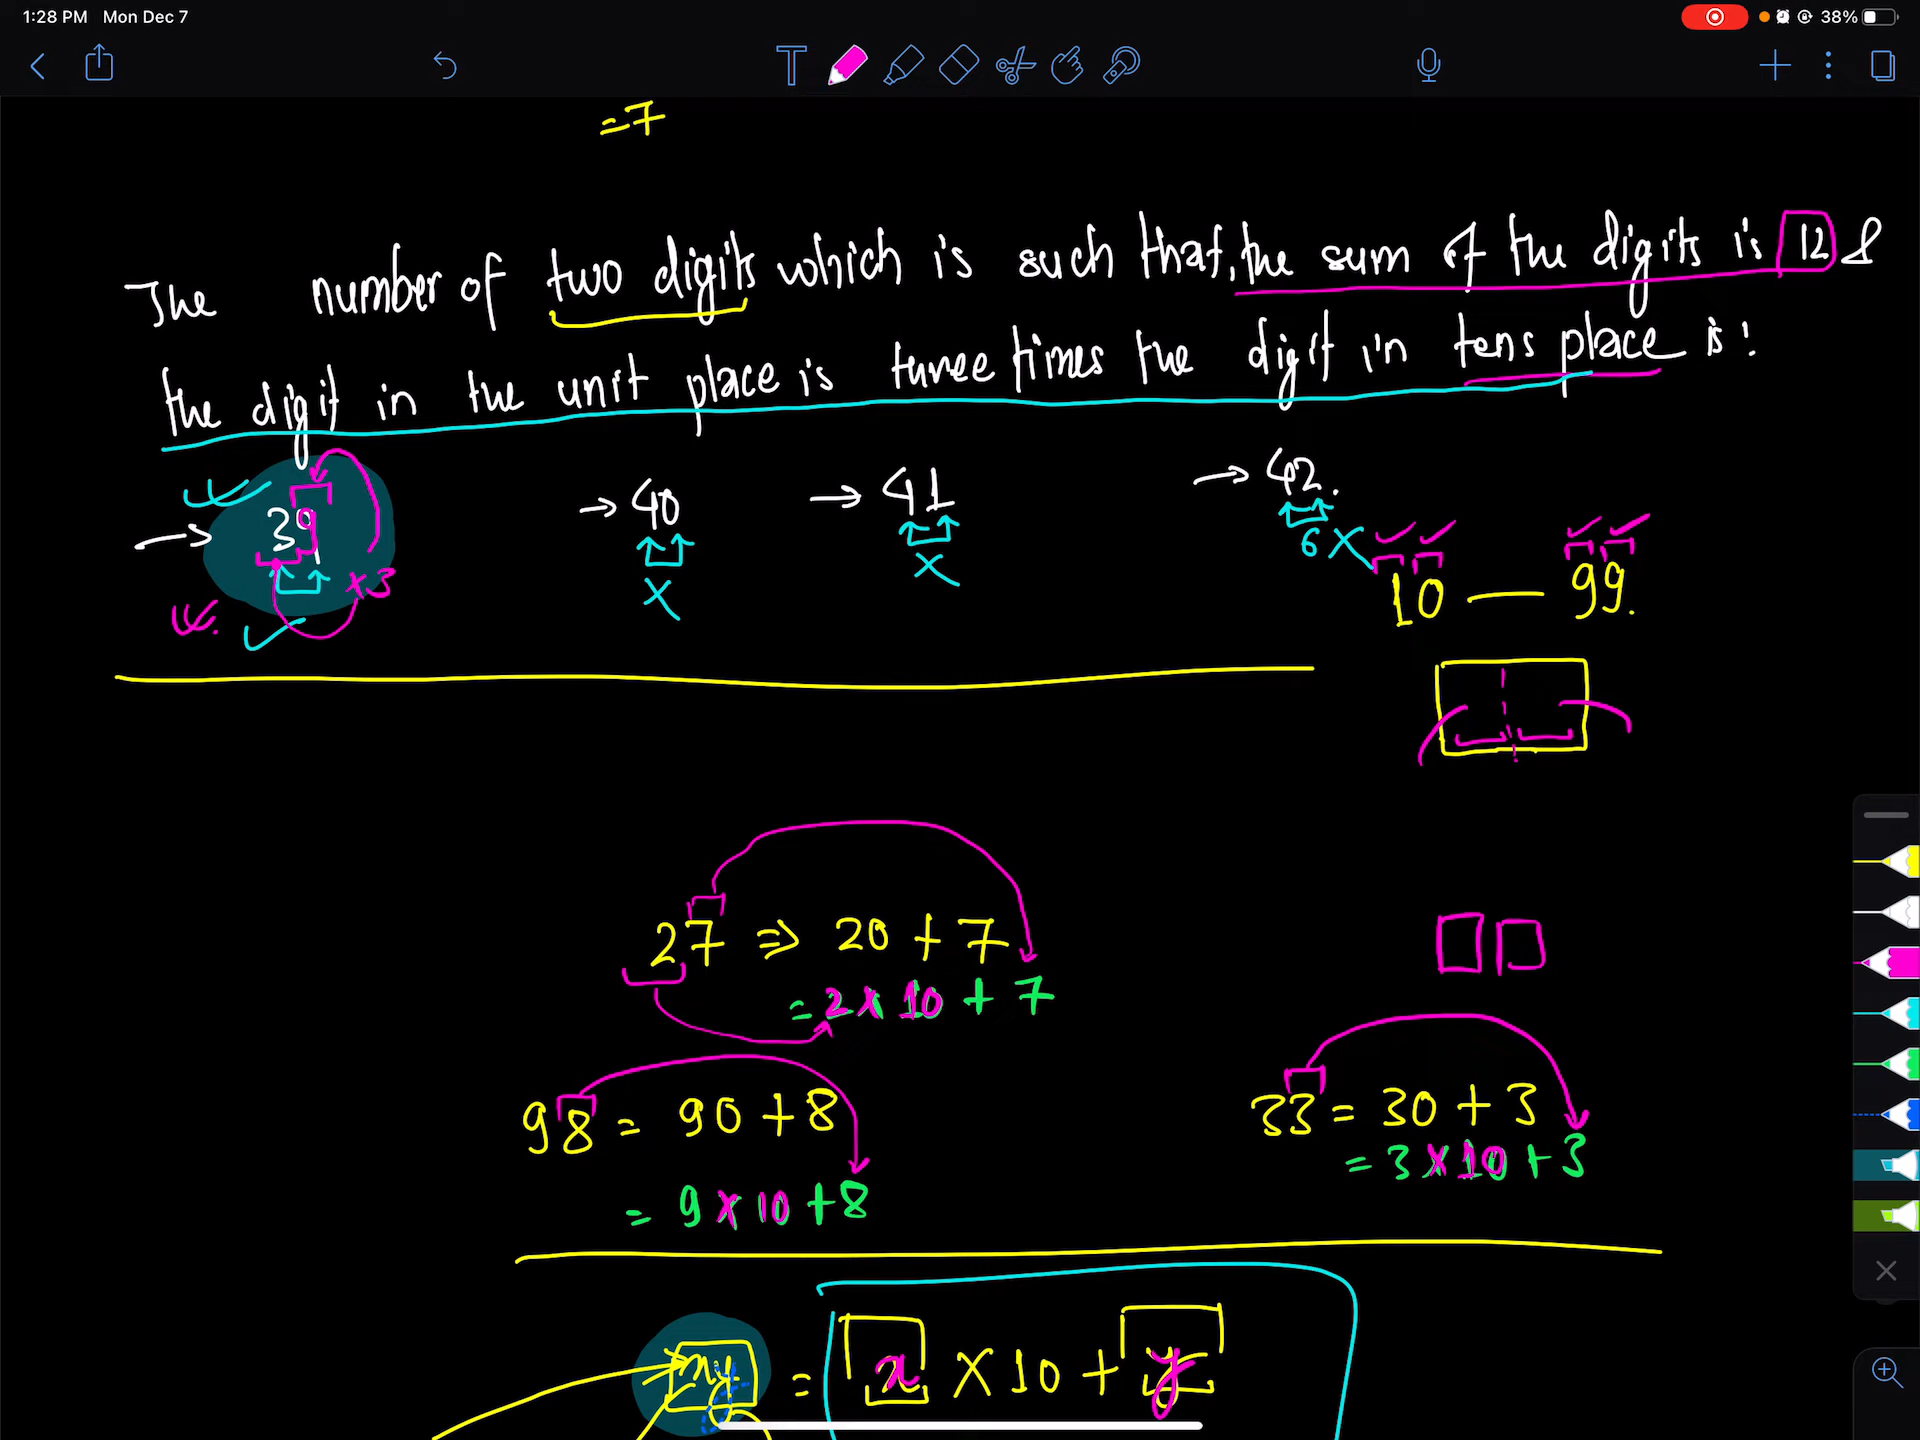 1:28 PM Mon Dec 7
38%
=7
The number of two digits which is such that, the sum of the digits is 12 &
the digit in the unit place is three times the digit in tens place is!
→ 39 → 40 → 41 → 42.
×3 X X 6 X
10 — 99.
27 ⇒ 20 + 7
= 2 x 10 + 7
98 = 90 + 8
= 9 x 10 + 8
33 = 30 + 3
= 3 x 10 + 3
xy = x X 10 + y